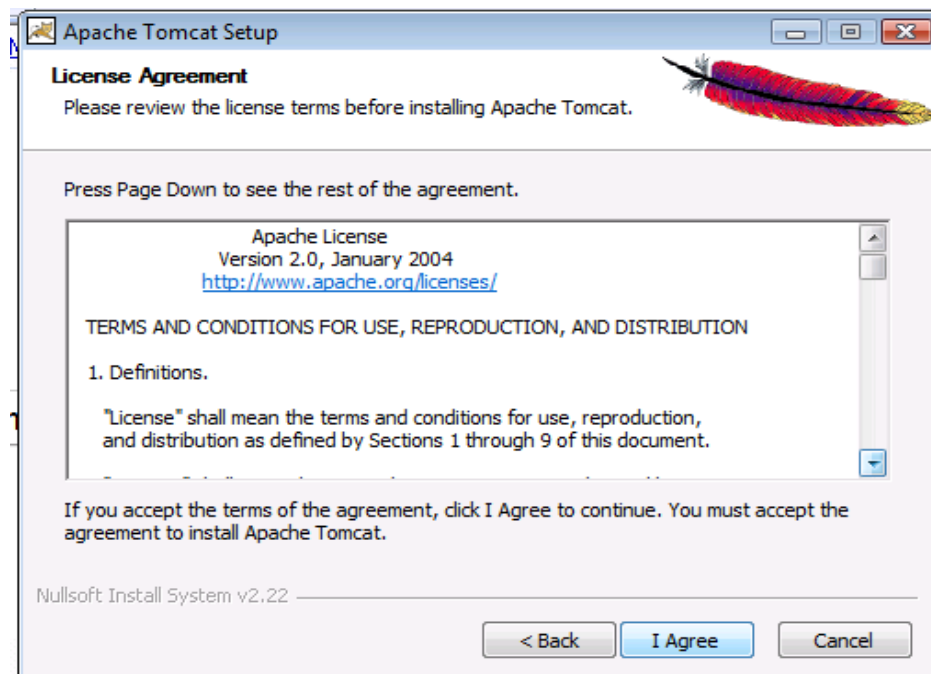 Apache Tomcat Setup
License Agreement
Please review the license terms before installing Apache Tomcat.
Press Page Down to see the rest of the agreement.
Apache License
Version 2.0, January 2004
http://www.apache.org/licenses/
TERMS AND CONDITIONS FOR USE, REPRODUCTION, AND DISTRIBUTION
1. Definitions.
"License" shall mean the terms and conditions for use, reproduction,
and distribution as defined by Sections 1 through 9 of this document.
If you accept the terms of the agreement, click I Agree to continue. You must accept the
agreement to install Apache Tomcat.
Nullsoft Install System v2.22
< Back
I Agree
Cancel